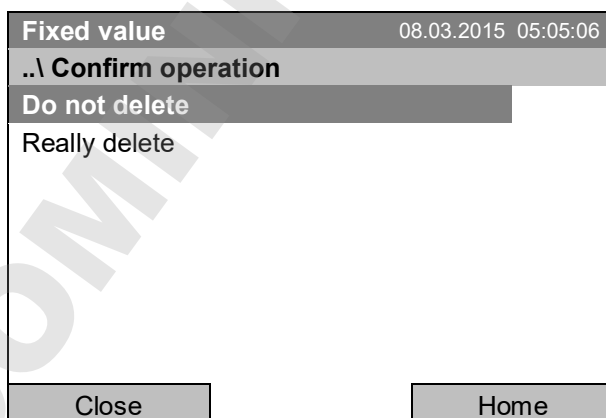 Fixed value 08.03.2015 05:05:06
..\ Confirm operation
Do not delete
Really delete
Close Home